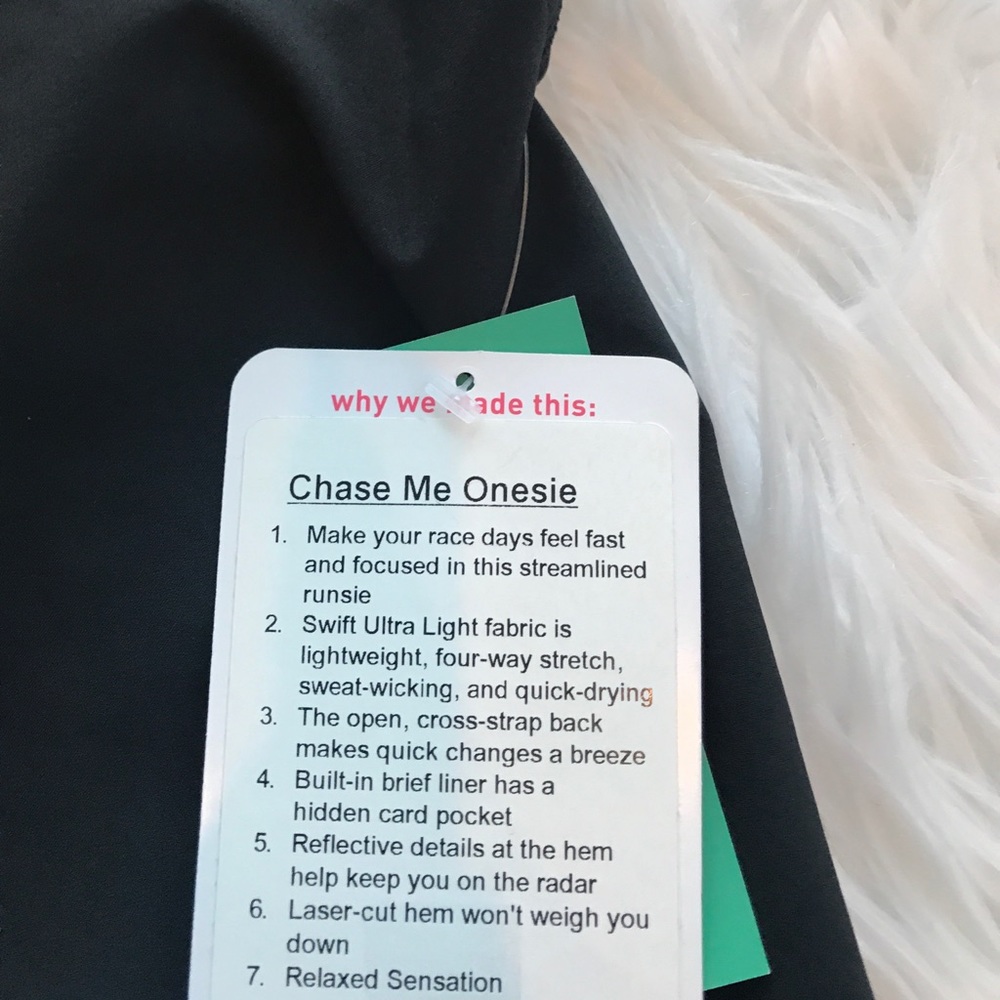 why we made this:
Chase Me Onesie
1. Make your race days feel fast
and focused in this streamlined
runsie
2. Swift Ultra Light fabric is
lightweight, four-way stretch,
sweat-wicking, and quick-drying
3. The open, cross-strap back
makes quick changes a breeze
4. Built-in brief liner has a
hidden card pocket
5. Reflective details at the hem
help keep you on the radar
6. Laser-cut hem won't weigh you
down
7. Relaxed Sensation